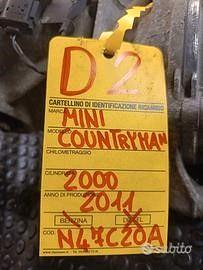 D2
CARTELLINO DI IDENTIFICAZIONE RICAMBIO
MARCA MINI
MODELLO COUNTRYMAN
CHILOMETRAGGIO
CILINDRATA 2000
ANNO DI PRODUZIONE 2011
BENZINA DIESEL
COD. N47C20A
subito